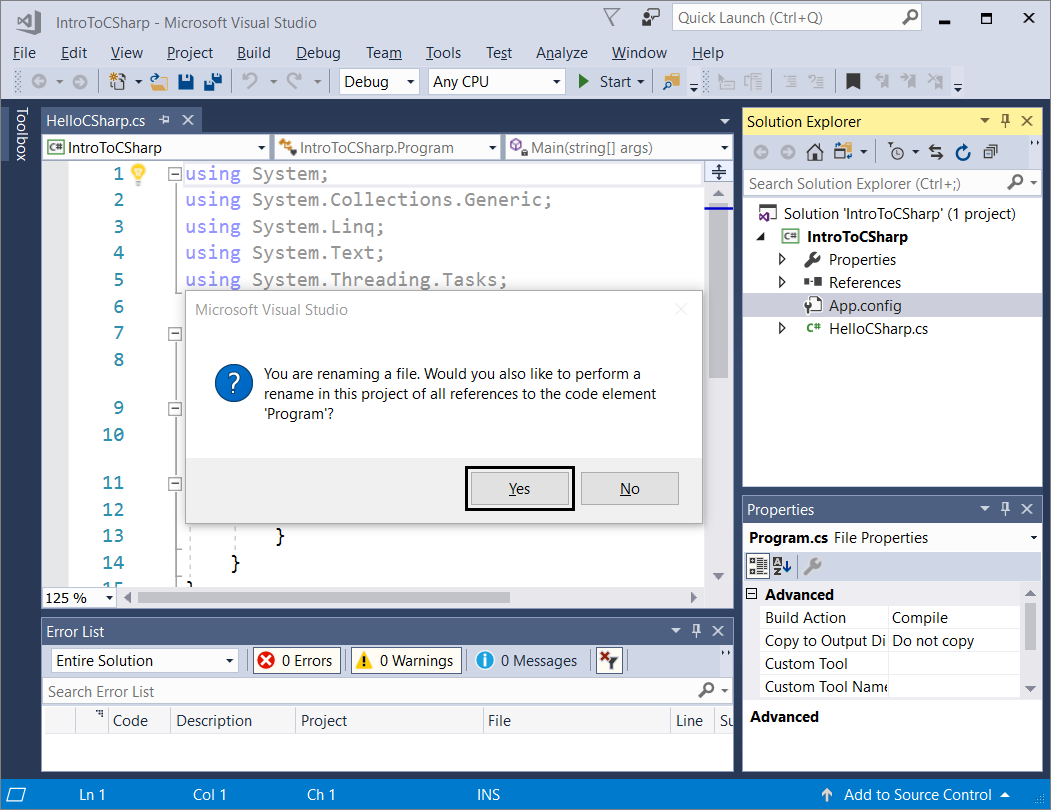 IntroToCSharp - Microsoft Visual Studio
Quick Launch (Ctrl+Q)
File Edit View Project Build Debug Team Tools Test Analyze Window Help
Debug Any CPU Start
Toolbox
HelloCSharp.cs
C# IntroToCSharp IntroToCSharp.Program Main(string[] args)
1 using System;
2 using System.Collections.Generic;
3 using System.Linq;
4 using System.Text;
5 using System.Threading.Tasks;
6
7
8
9
10
11
12
13 }
14 }
15 }
Microsoft Visual Studio
?
You are renaming a file. Would you also like to perform a
rename in this project of all references to the code element
'Program'?
Yes No
125 %
Solution Explorer
Search Solution Explorer (Ctrl+;)
Solution 'IntroToCSharp' (1 project)
C# IntroToCSharp
Properties
References
App.config
C# HelloCSharp.cs
Properties
Program.cs File Properties
Advanced
Build Action Compile
Copy to Output Di Do not copy
Custom Tool
Custom Tool Name
Advanced
Error List
Entire Solution 0 Errors 0 Warnings 0 Messages
Search Error List
Code Description Project File Line Su
Ln 1 Col 1 Ch 1 INS Add to Source Control